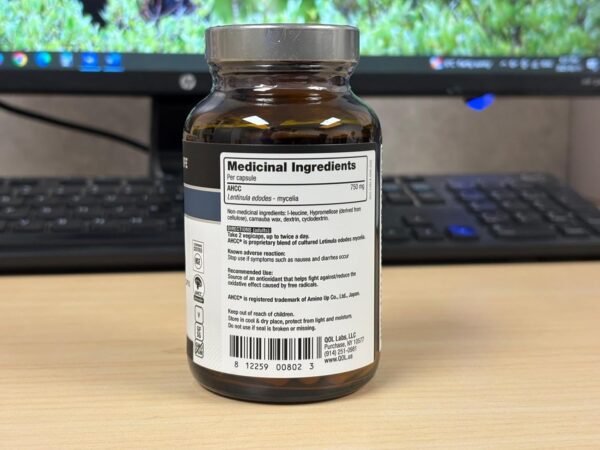 Medicinal Ingredients
Per capsule
AHCC 750 mg
Lentinula edodes - mycelia
Non-medicinal ingredients: l-leucine, Hypromellose (derived from
cellulose), carnauba wax, dextrin, cyclodextrin.
DIRECTIONS (adults):
Take 2 vegicaps, up to twice a day.
AHCC® is proprietary blend of cultured Letinula edodes mycelia.
Known adverse reaction:
Stop use if symptoms such as nausea and diarrhea occur
Recommended Use:
Source of an antioxidant that helps fight against/reduce the
oxidative effect caused by free radicals.
AHCC® is registered trademark of Amino Up Co., Ltd., Japan.
Keep out of reach of children.
Store in cool & dry place, protect from light and moisture.
Do not use if seal is broken or missing.
8 12259 00802 3
QOL Labs, LLC
Purchase, NY 10577
(914) 251-0981
www.QOL.us
hp